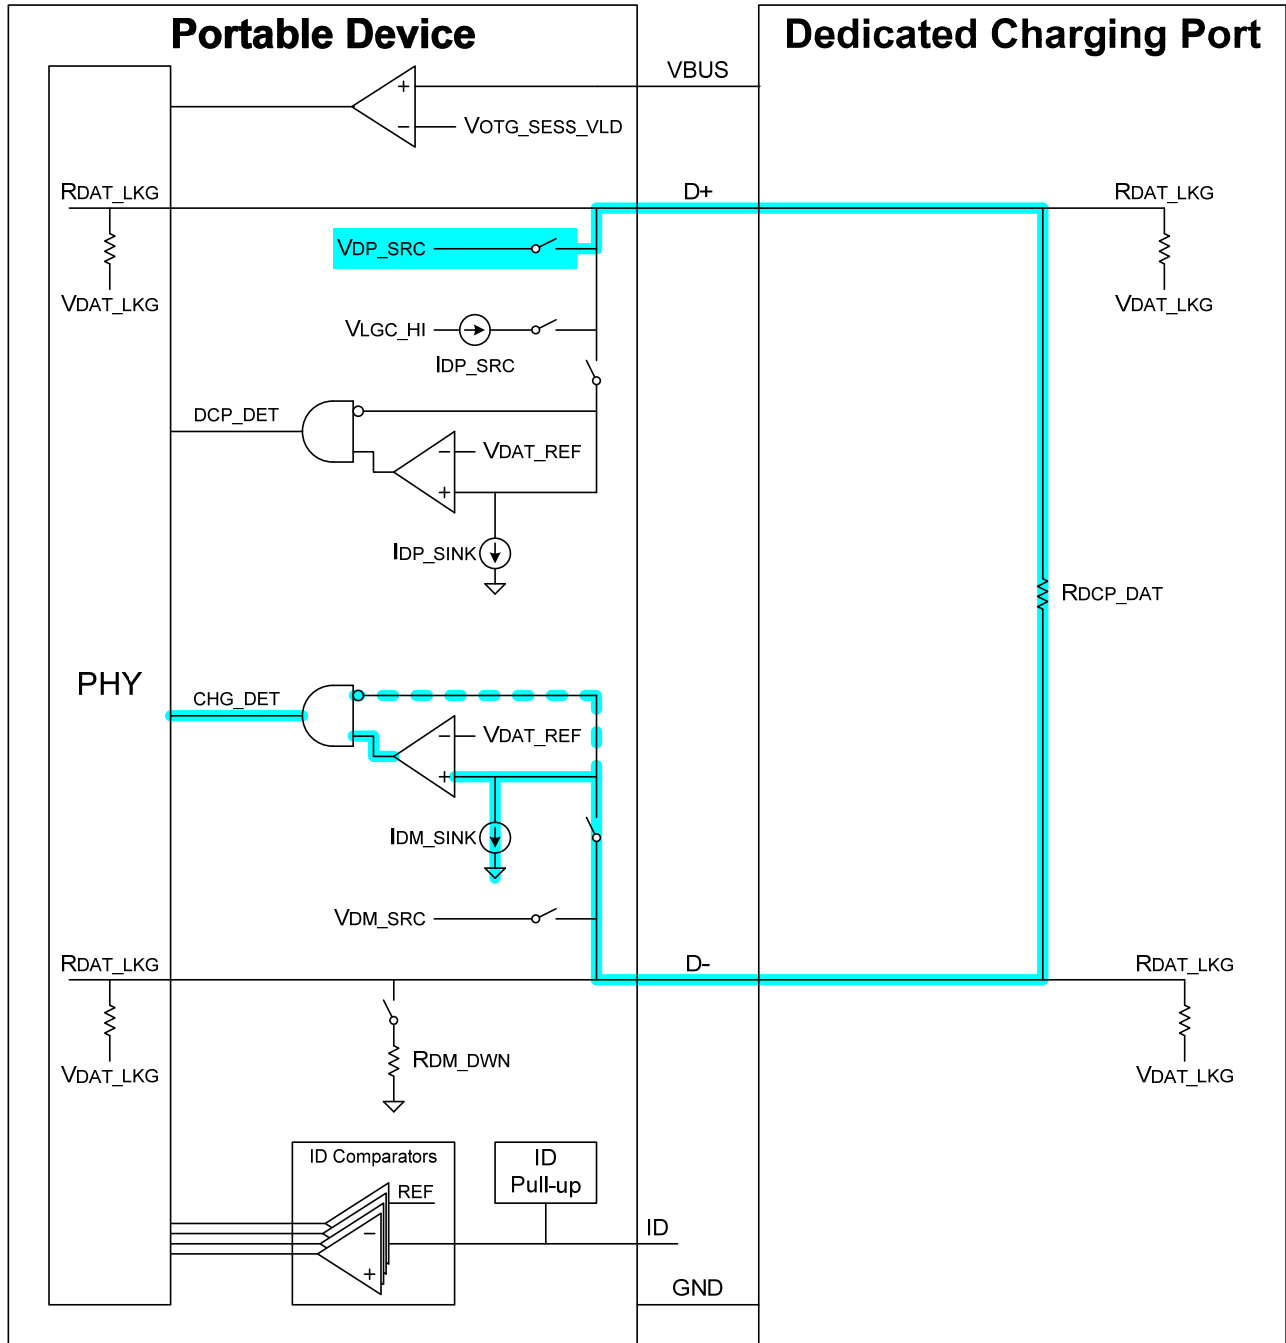 Portable Device
Dedicated Charging Port
VBUS
+
−
VOTG_SESS_VLD
RDAT_LKG
D+
RDAT_LKG
VDP_SRC
VDAT_LKG
VDAT_LKG
VLGC_HI
IDP_SRC
DCP_DET
−
VDAT_REF
+
IDP_SINK
RDCP_DAT
PHY
CHG_DET
−
VDAT_REF
+
IDM_SINK
VDM_SRC
RDAT_LKG
D-
RDAT_LKG
RDM_DWN
VDAT_LKG
VDAT_LKG
ID Comparators
REF
−
+
ID
Pull-up
ID
GND